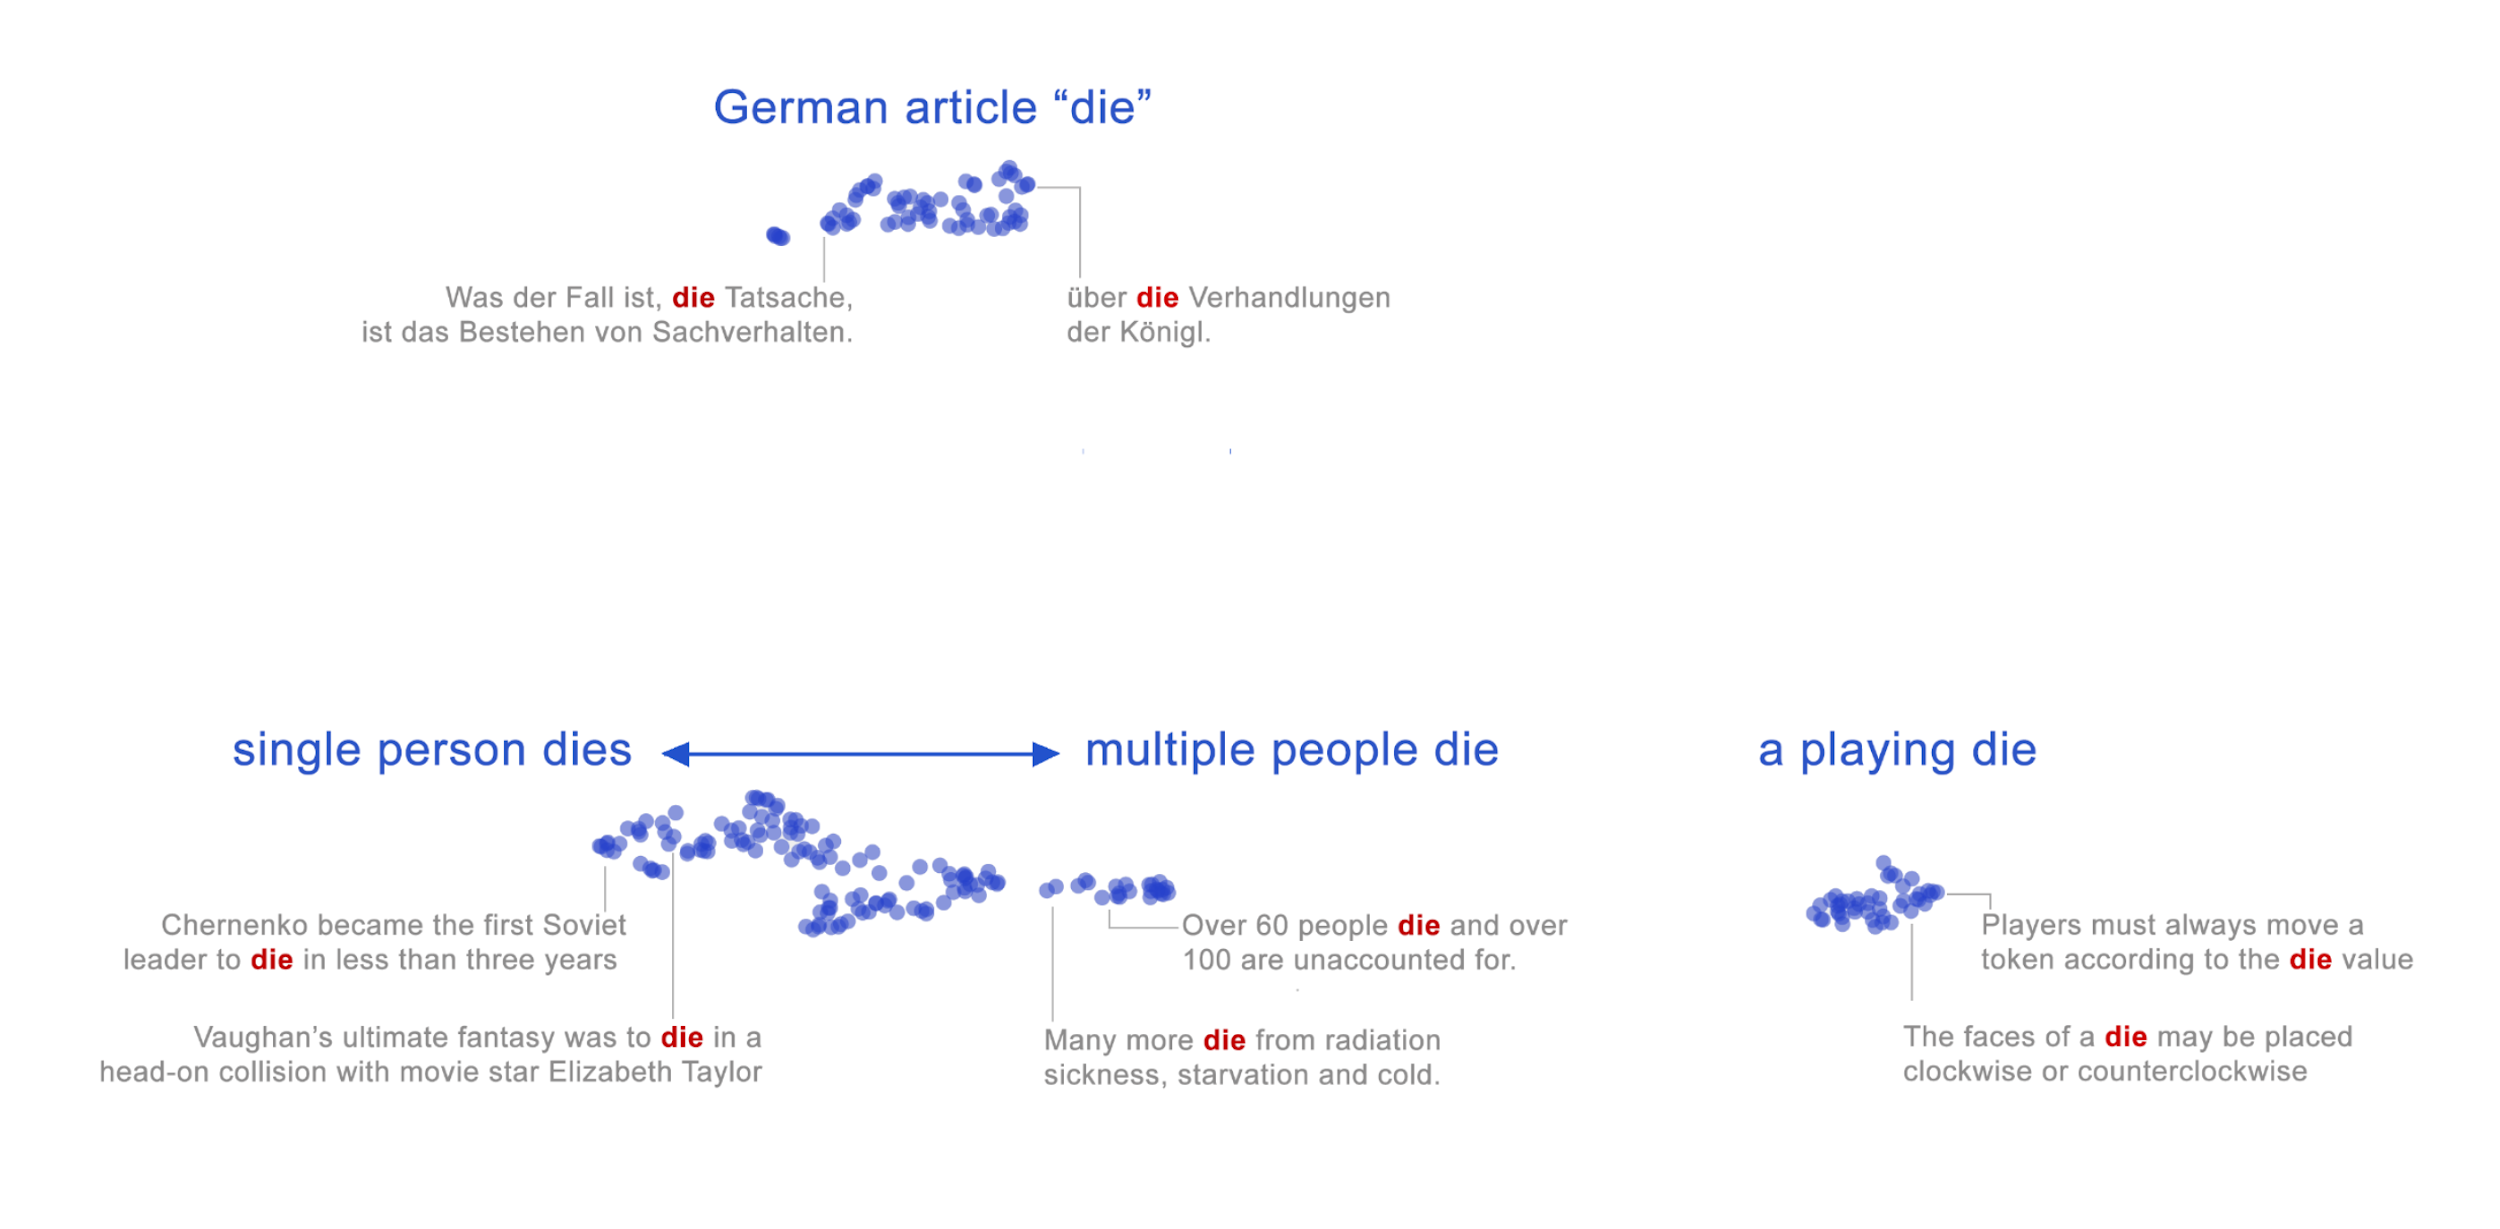 German article “die”
Was der Fall ist, die Tatsache,
ist das Bestehen von Sachverhalten.
über die Verhandlungen
der Königl.
single person dies
multiple people die
a playing die
Chernenko became the first Soviet
leader to die in less than three years
Vaughan’s ultimate fantasy was to die in a
head-on collision with movie star Elizabeth Taylor
Over 60 people die and over
100 are unaccounted for.
Many more die from radiation
sickness, starvation and cold.
Players must always move a
token according to the die value
The faces of a die may be placed
clockwise or counterclockwise